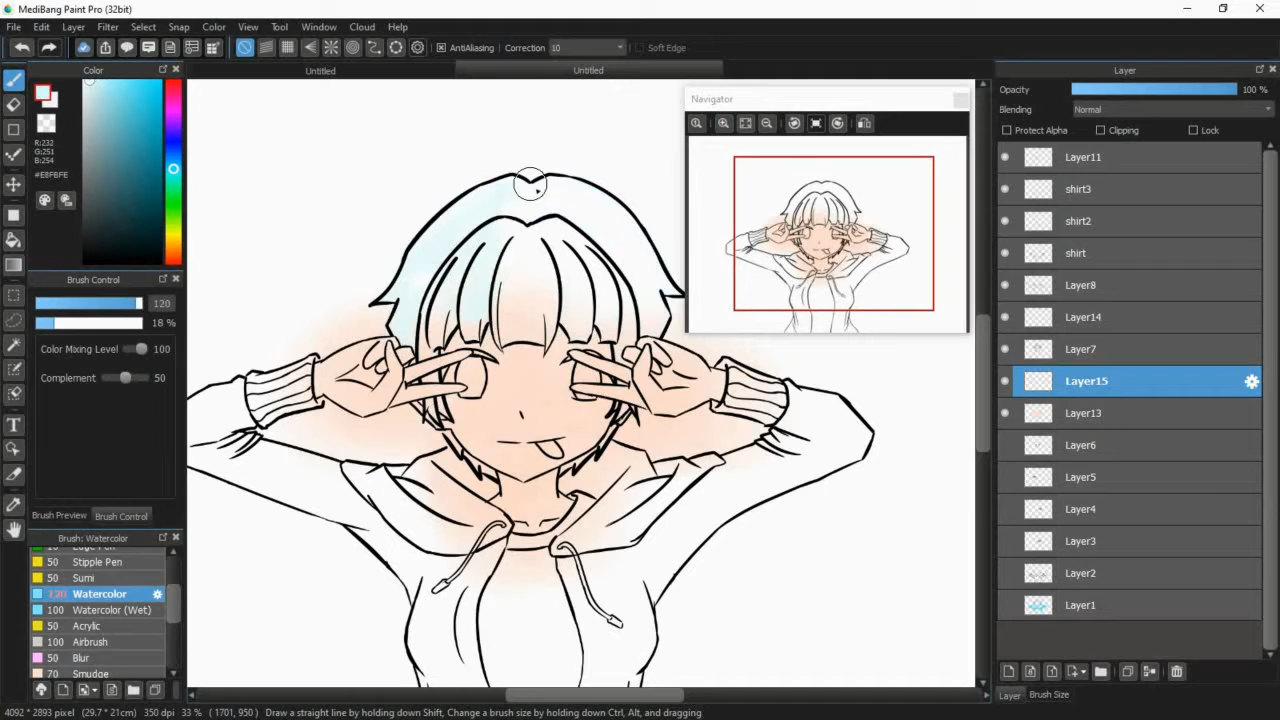 MediBang Paint Pro (32bit)
File Edit Layer Filter Select Snap Color View Tool Window Cloud Help
AntiAliasing Correction 10 Soft Edge
Color
Untitled
Untitled
Layer
Opacity 100 %
Blending Normal
Protect Alpha Clipping Lock
Navigator
R:232
G:251
B:254
#E8FBFE
Brush Control
120
18 %
Color Mixing Level 100
Complement 50
Brush Preview Brush Control
Brush: Watercolor
50 Stipple Pen
50 Sumi
120 Watercolor
100 Watercolor (Wet)
50 Acrylic
100 Airbrush
50 Blur
70 Smudge
Layer11
shirt3
shirt2
shirt
Layer8
Layer14
Layer7
Layer15
Layer13
Layer6
Layer5
Layer4
Layer3
Layer2
Layer1
Layer Brush Size
4092 * 2893 pixel (29.7 * 21cm) 350 dpi 33 % ( 1701, 950 ) Draw a straight line by holding down Shift, Change a brush size by holding down Ctrl, Alt, and dragging